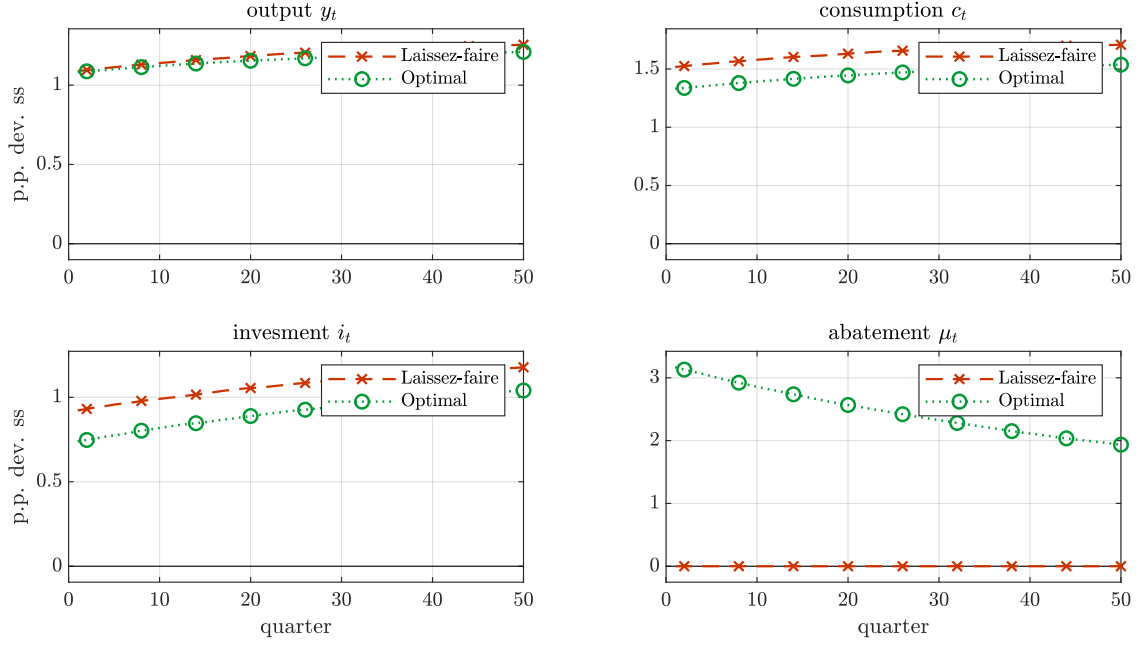 output y_t
p.p. dev. ss
1
0.5
0
0 10 20 30 40 50
Laissez-faire
Optimal
consumption c_t
1.5
1
0.5
0
0 10 20 30 40 50
Laissez-faire
Optimal
invesment i_t
p.p. dev. ss
1
0.5
0
0 10 20 30 40 50
quarter
Laissez-faire
Optimal
abatement μ_t
3
2
1
0
0 10 20 30 40 50
quarter
Laissez-faire
Optimal